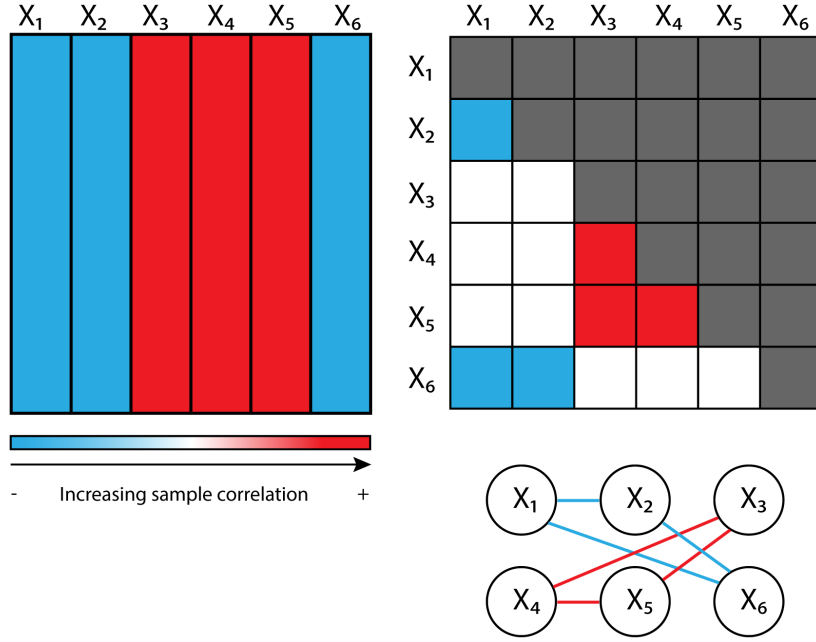 X₁ X₂ X₃ X₄ X₅ X₆
X₁ X₂ X₃ X₄ X₅ X₆
X₁
X₂
X₃
X₄
X₅
X₆
- Increasing sample correlation +
X₁ X₂ X₃
X₄ X₅ X₆